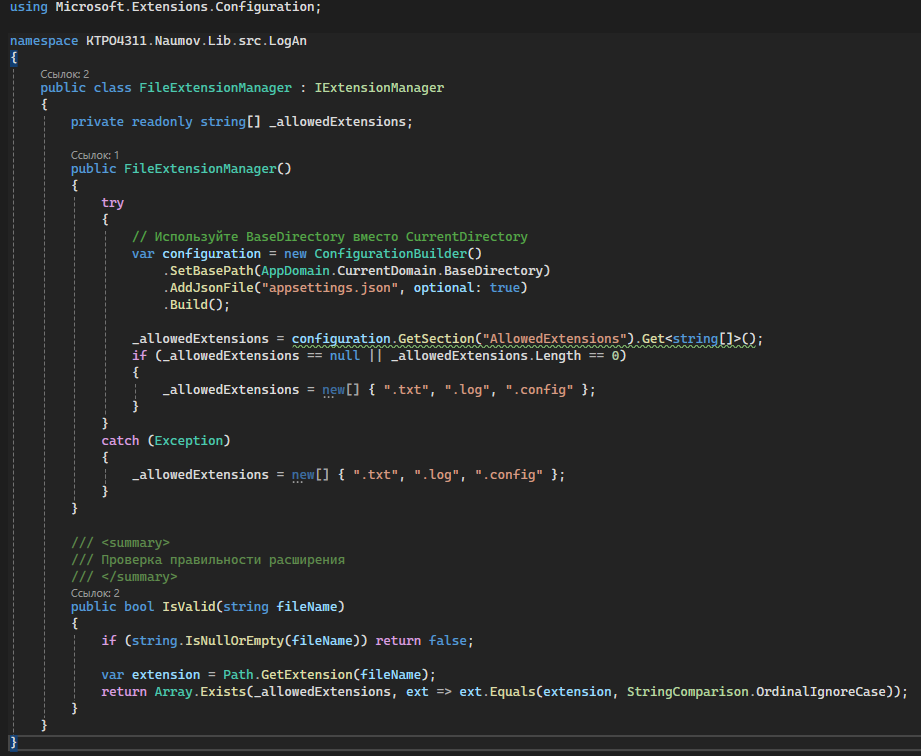 using Microsoft.Extensions.Configuration;
namespace КТРО4311.Naumov.Lib.src.LogAn
{
Ссылок: 2
public class FileExtensionManager : IExtensionManager
{
private readonly string[] _allowedExtensions;
Ссылок: 1
public FileExtensionManager()
{
try
{
// Используйте BaseDirectory вместо CurrentDirectory
var configuration = new ConfigurationBuilder()
.SetBasePath(AppDomain.CurrentDomain.BaseDirectory)
.AddJsonFile("appsettings.json", optional: true)
.Build();
_allowedExtensions = configuration.GetSection("AllowedExtensions").Get<string[]>();
if (_allowedExtensions == null || _allowedExtensions.Length == 0)
{
_allowedExtensions = new[] { ".txt", ".log", ".config" };
}
}
catch (Exception)
{
_allowedExtensions = new[] { ".txt", ".log", ".config" };
}
}
/// <summary>
/// Проверка правильности расширения
/// </summary>
Ссылок: 2
public bool IsValid(string fileName)
{
if (string.IsNullOrEmpty(fileName)) return false;
var extension = Path.GetExtension(fileName);
return Array.Exists(_allowedExtensions, ext => ext.Equals(extension, StringComparison.OrdinalIgnoreCase));
}
}
}